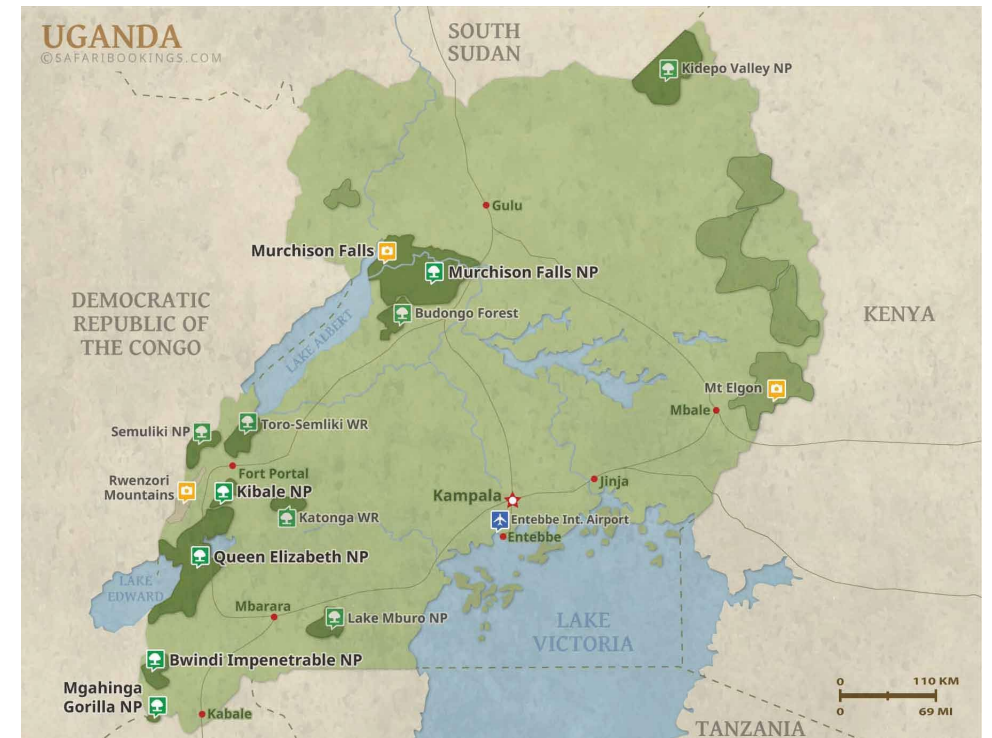 UGANDA
©SAFARIBOOKINGS.COM
SOUTH
SUDAN
Kidepo Valley NP
Gulu
Murchison Falls
Murchison Falls NP
DEMOCRATIC
REPUBLIC OF
THE CONGO
Budongo Forest
KENYA
LAKE ALBERT
Mt Elgon
Mbale
Toro-Semliki WR
Semuliki NP
Fort Portal
Rwenzori
Mountains
Kibale NP
Jinja
Kampala
Katonga WR
Entebbe Int. Airport
Entebbe
Queen Elizabeth NP
LAKE
EDWARD
Mbarara
Lake Mburo NP
LAKE
VICTORIA
Bwindi Impenetrable NP
Mgahinga
Gorilla NP
Kabale
0 110 KM
0 69 MI
TANZANIA